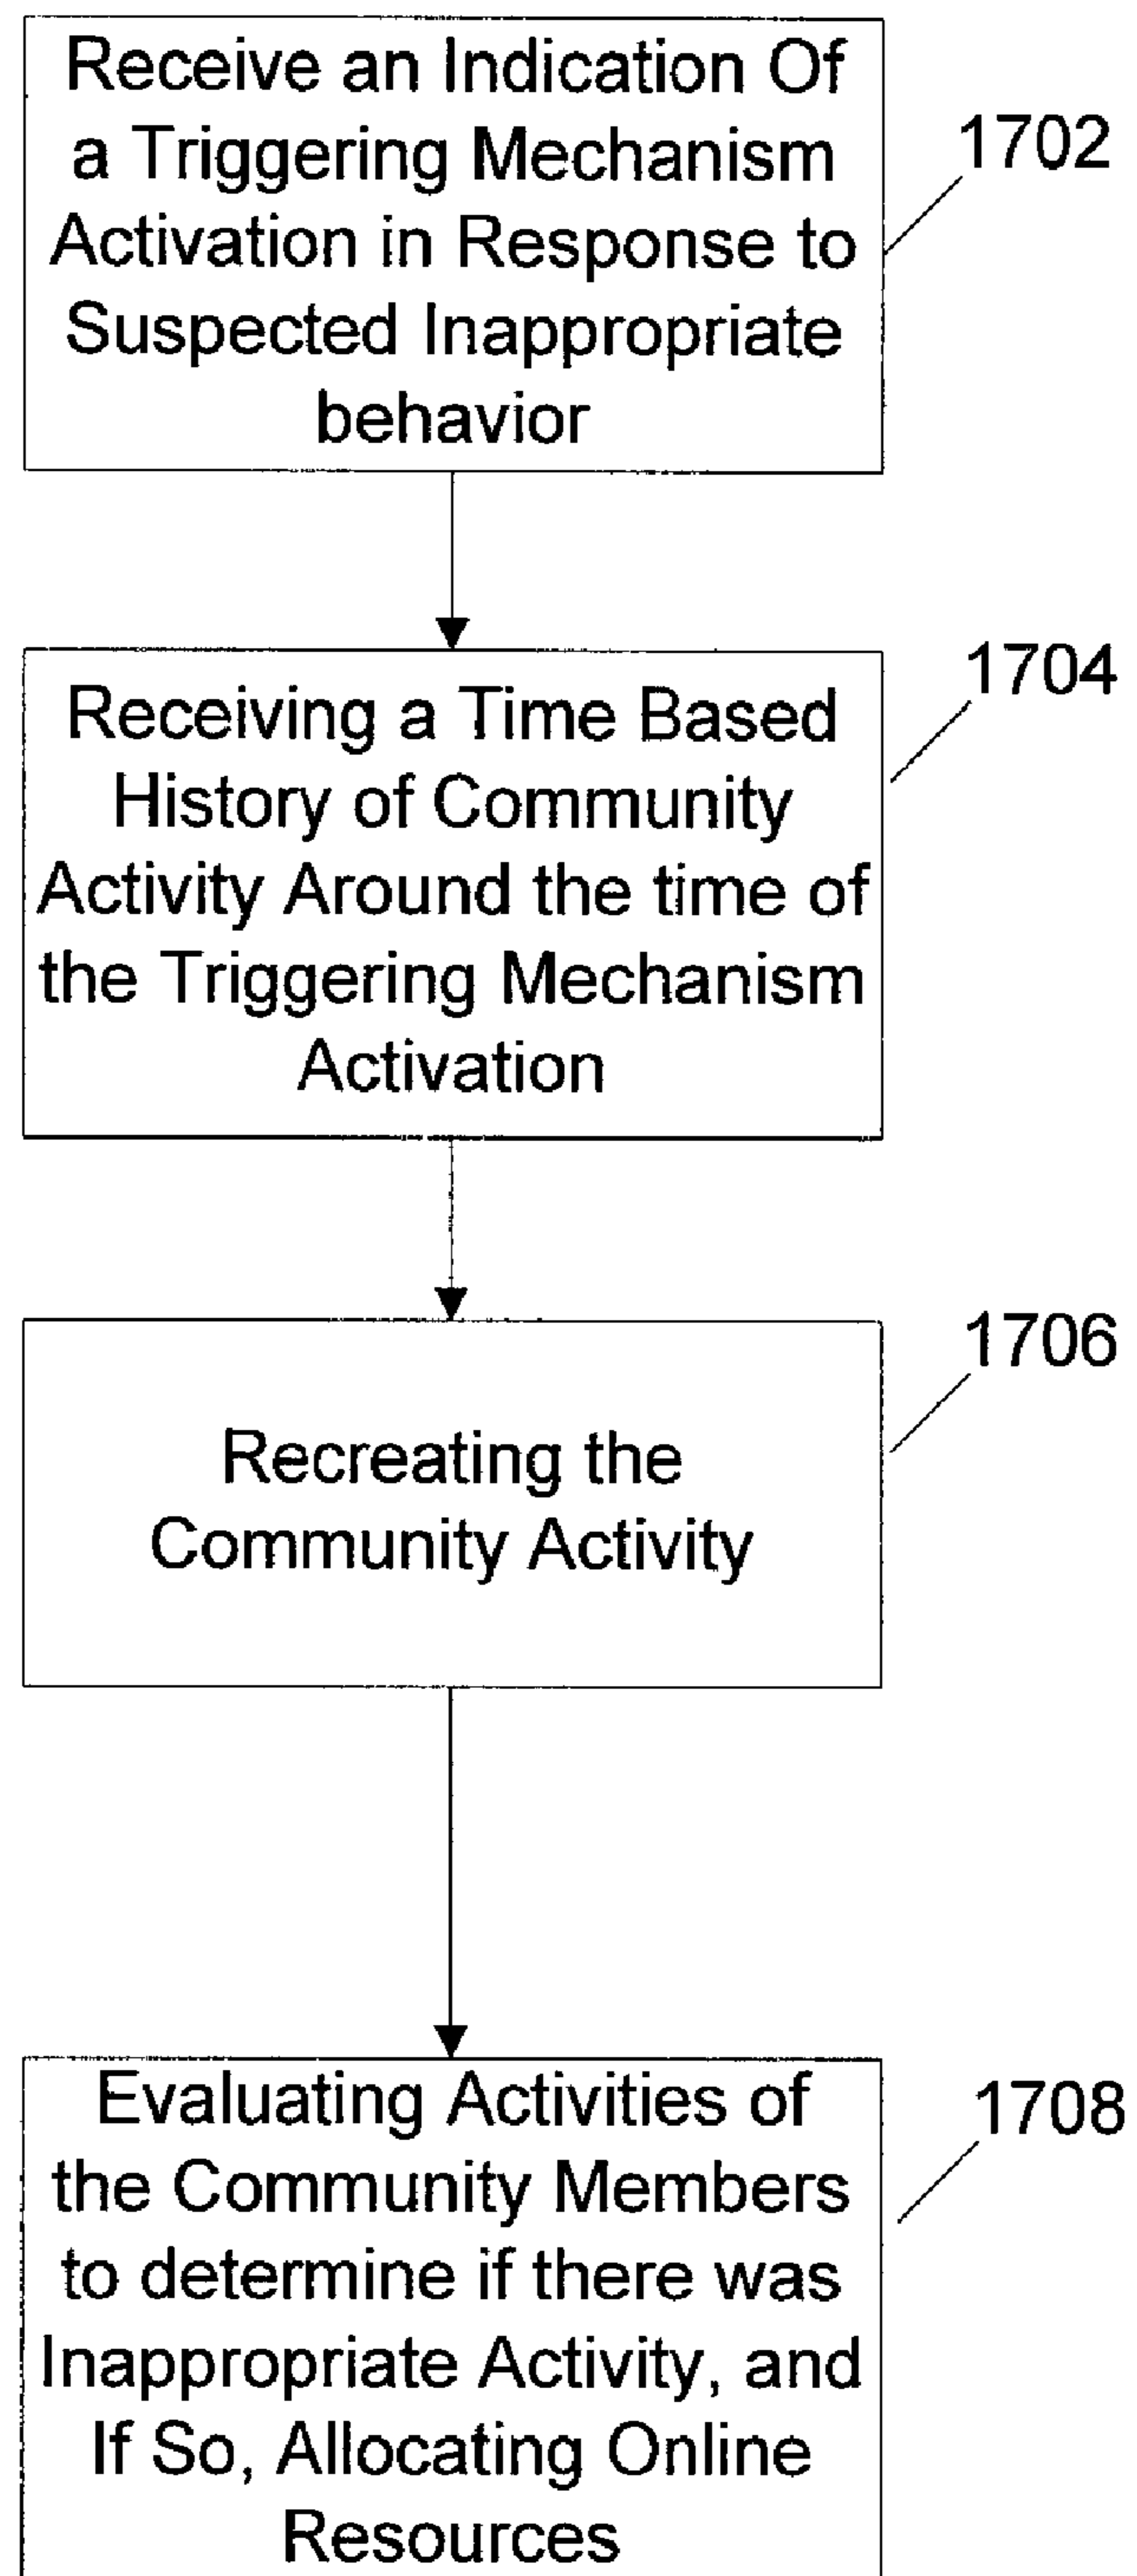 Receive an Indication Of
a Triggering Mechanism
Activation in Response to
Suspected Inappropriate
behavior
1702
Receiving a Time Based
History of Community
Activity Around the time of
the Triggering Mechanism
Activation
1704
Recreating the
Community Activity
1706
Evaluating Activities of
the Community Members
to determine if there was
Inappropriate Activity, and
If So, Allocating Online
Resources
1708